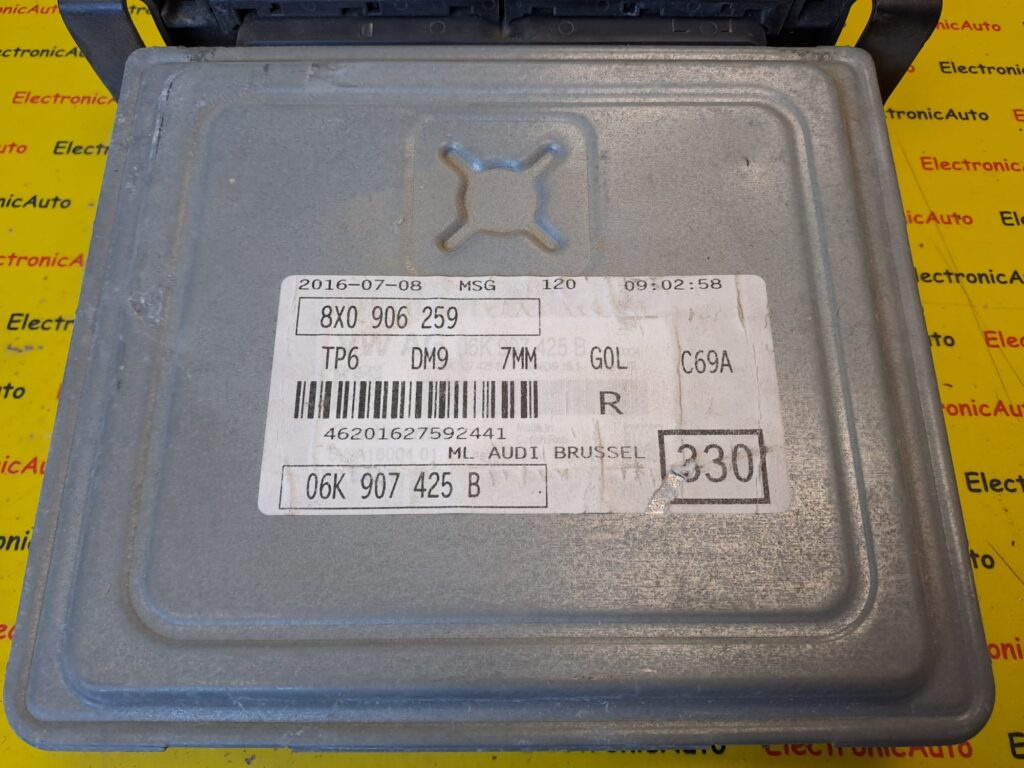 2016-07-08 MSG 120 09:02:58
8X0 906 259
TP6 DM9 7MM G0L C69A
R
46201627592441
ML AUDI BRUSSEL
330
06K 907 425 B
ElectronicAuto